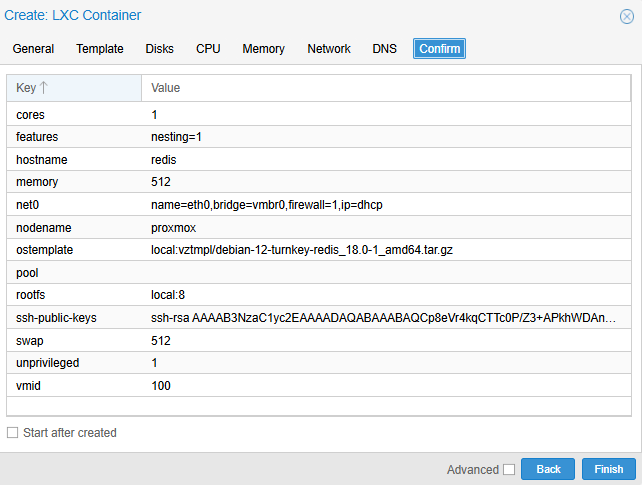 Create: LXC Container
General Template Disks CPU Memory Network DNS Confirm
Key Value
cores 1
features nesting=1
hostname redis
memory 512
net0 name=eth0,bridge=vmbr0,firewall=1,ip=dhcp
nodename proxmox
ostemplate local:vztmpl/debian-12-turnkey-redis_18.0-1_amd64.tar.gz
pool
rootfs local:8
ssh-public-keys ssh-rsa AAAAB3NzaC1yc2EAAAADAQABAAABAQCp8eVr4kqCTTc0P/Z3+APkhWDAn...
swap 512
unprivileged 1
vmid 100
Start after created
Advanced Back Finish